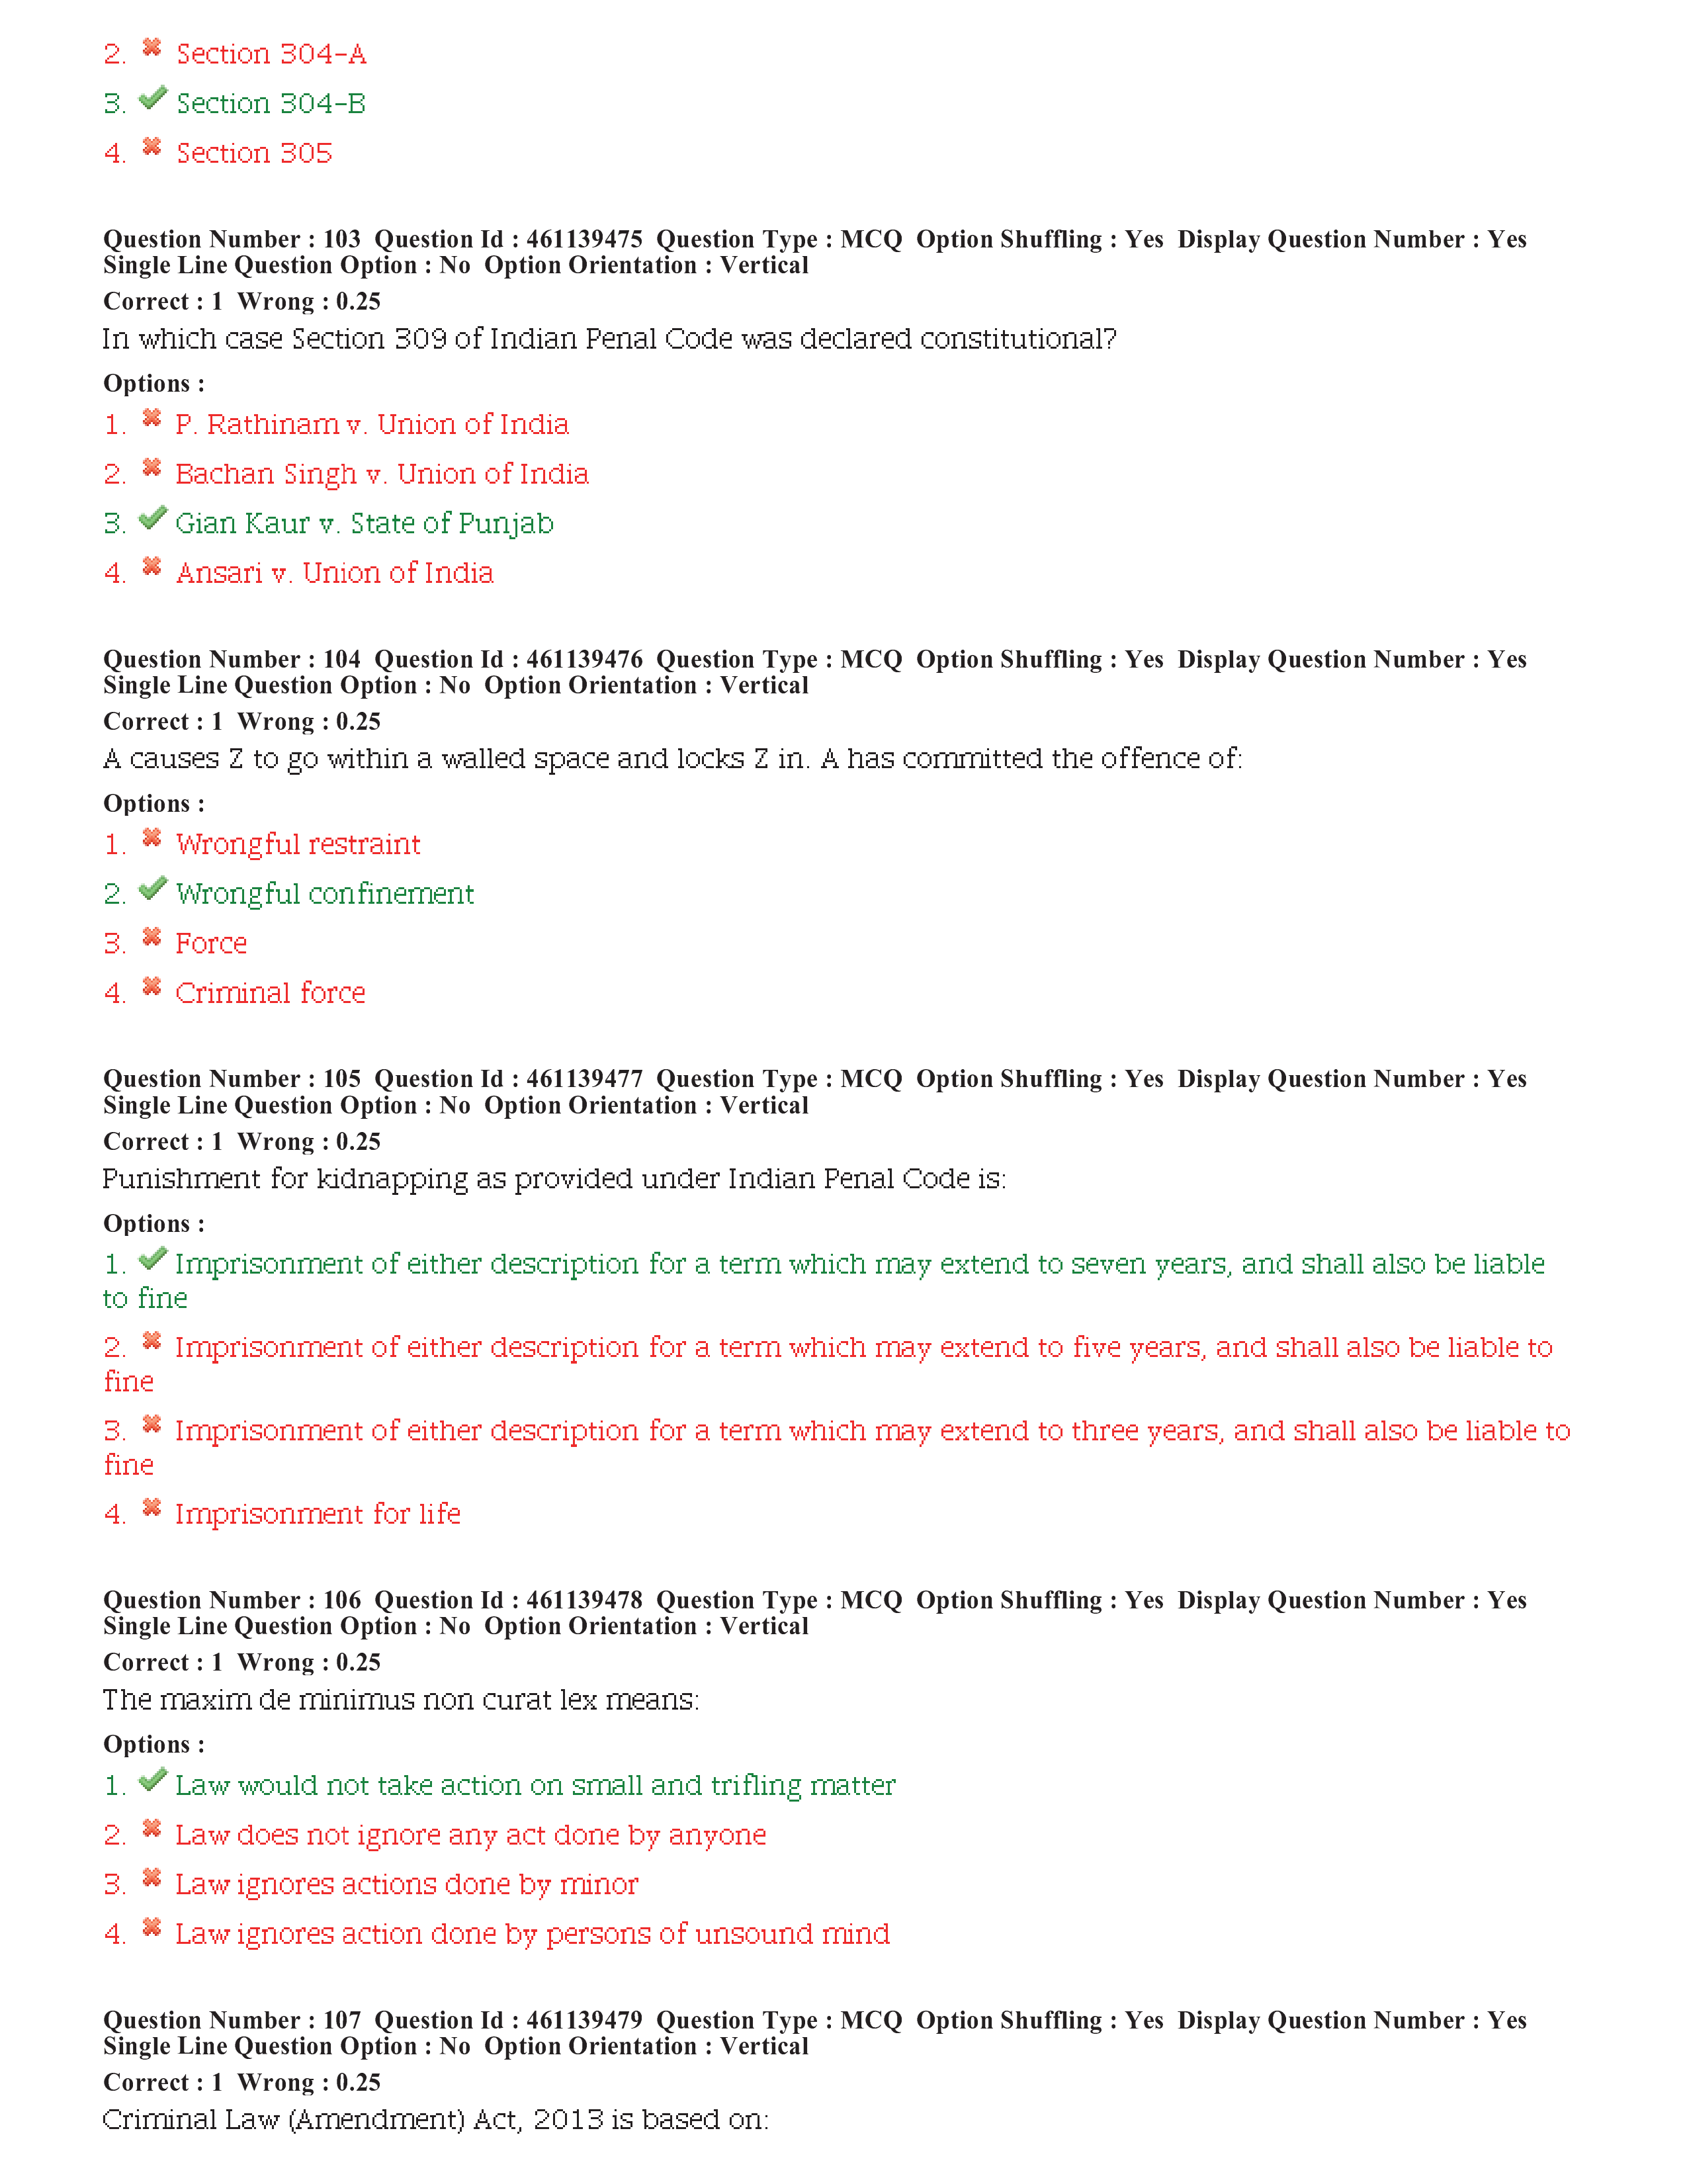 2. Section 304-A
3. Section 304-B
4. Section 305
Question Number : 103 Question Id : 461139475 Question Type : MCQ Option Shuffling : Yes Display Question Number : Yes
Single Line Question Option : No Option Orientation : Vertical
Correct : 1 Wrong : 0.25
In which case Section 309 of Indian Penal Code was declared constitutional?
Options :
1. P. Rathinam v. Union of India
2. Bachan Singh v. Union of India
3. Gian Kaur v. State of Punjab
4. Ansari v. Union of India
Question Number : 104 Question Id : 461139476 Question Type : MCQ Option Shuffling : Yes Display Question Number : Yes
Single Line Question Option : No Option Orientation : Vertical
Correct : 1 Wrong : 0.25
A causes Z to go within a walled space and locks Z in. A has committed the offence of:
Options :
1. Wrongful restraint
2. Wrongful confinement
3. Force
4. Criminal force
Question Number : 105 Question Id : 461139477 Question Type : MCQ Option Shuffling : Yes Display Question Number : Yes
Single Line Question Option : No Option Orientation : Vertical
Correct : 1 Wrong : 0.25
Punishment for kidnapping as provided under Indian Penal Code is:
Options :
1. Imprisonment of either description for a term which may extend to seven years, and shall also be liable
to fine
2. Imprisonment of either description for a term which may extend to five years, and shall also be liable to
fine
3. Imprisonment of either description for a term which may extend to three years, and shall also be liable to
fine
4. Imprisonment for life
Question Number : 106 Question Id : 461139478 Question Type : MCQ Option Shuffling : Yes Display Question Number : Yes
Single Line Question Option : No Option Orientation : Vertical
Correct : 1 Wrong : 0.25
The maxim de minimus non curat lex means:
Options :
1. Law would not take action on small and trifling matter
2. Law does not ignore any act done by anyone
3. Law ignores actions done by minor
4. Law ignores action done by persons of unsound mind
Question Number : 107 Question Id : 461139479 Question Type : MCQ Option Shuffling : Yes Display Question Number : Yes
Single Line Question Option : No Option Orientation : Vertical
Correct : 1 Wrong : 0.25
Criminal Law (Amendment) Act, 2013 is based on: